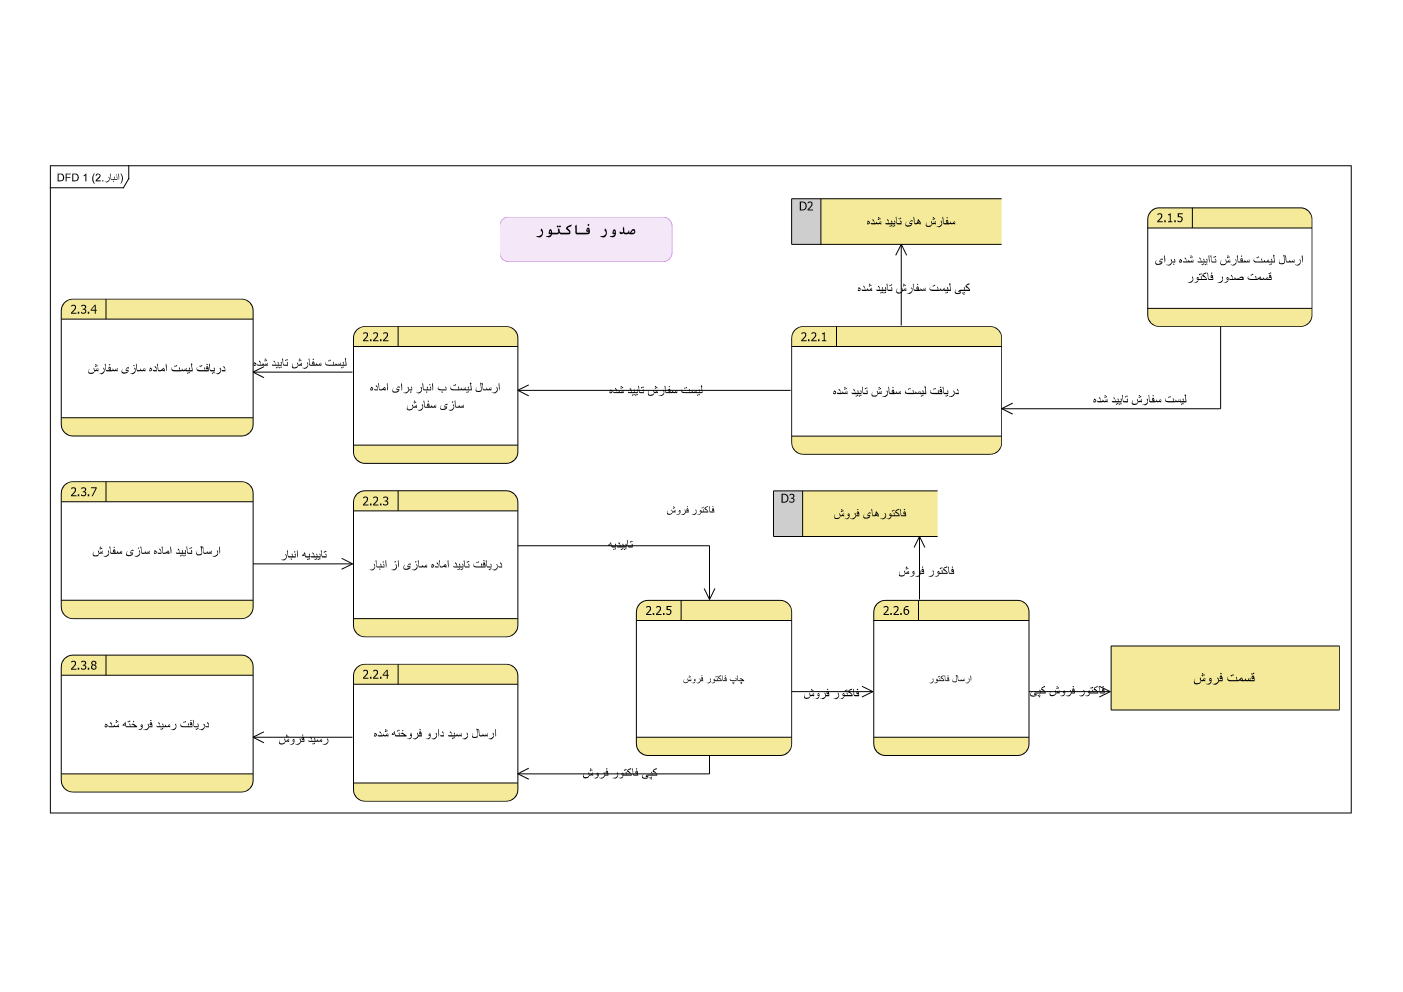 DFD 1 (2.انبار)
صدور فاکتور
D2
سفارش های تایید شده
2.1.5
ارسال لیست سفارش تاایید شده برای
قسمت صدور فاکتور
کپی لیست سفارش تایید شده
2.3.4
دریافت لیست اماده سازی سفارش
لیست سفارش تایید شده
2.2.2
ارسال لیست ب انبار برای اماده
سازی سفارش
لیست سفارش تایید شده
2.2.1
دریافت لیست سفارش تایید شده
لیست سفارش تایید شده
2.3.7
ارسال تایید اماده سازی سفارش
تاییدیه انبار
2.2.3
دریافت تایید اماده سازی از انبار
فاکتور فروش
تاییدیه
D3
فاکتورهای فروش
فاکتور فروش
2.2.5
چاپ فاکتور فروش
فاکتور فروش
2.2.6
ارسال فاکتور
فاکتور فروش کپی
قسمت فروش
2.3.8
دریافت رسید فروخته شده
رسید فروش
2.2.4
ارسال رسید دارو فروخته شده
کپی فاکتور فروش